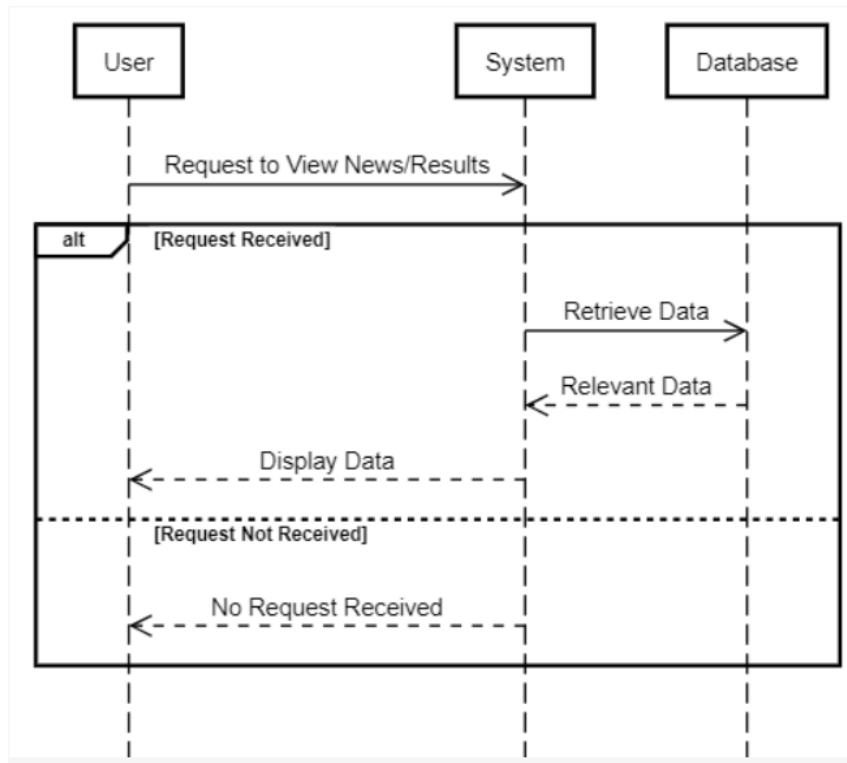 User
System
Database
Request to View News/Results
alt
[Request Received]
Retrieve Data
Relevant Data
Display Data
[Request Not Received]
No Request Received